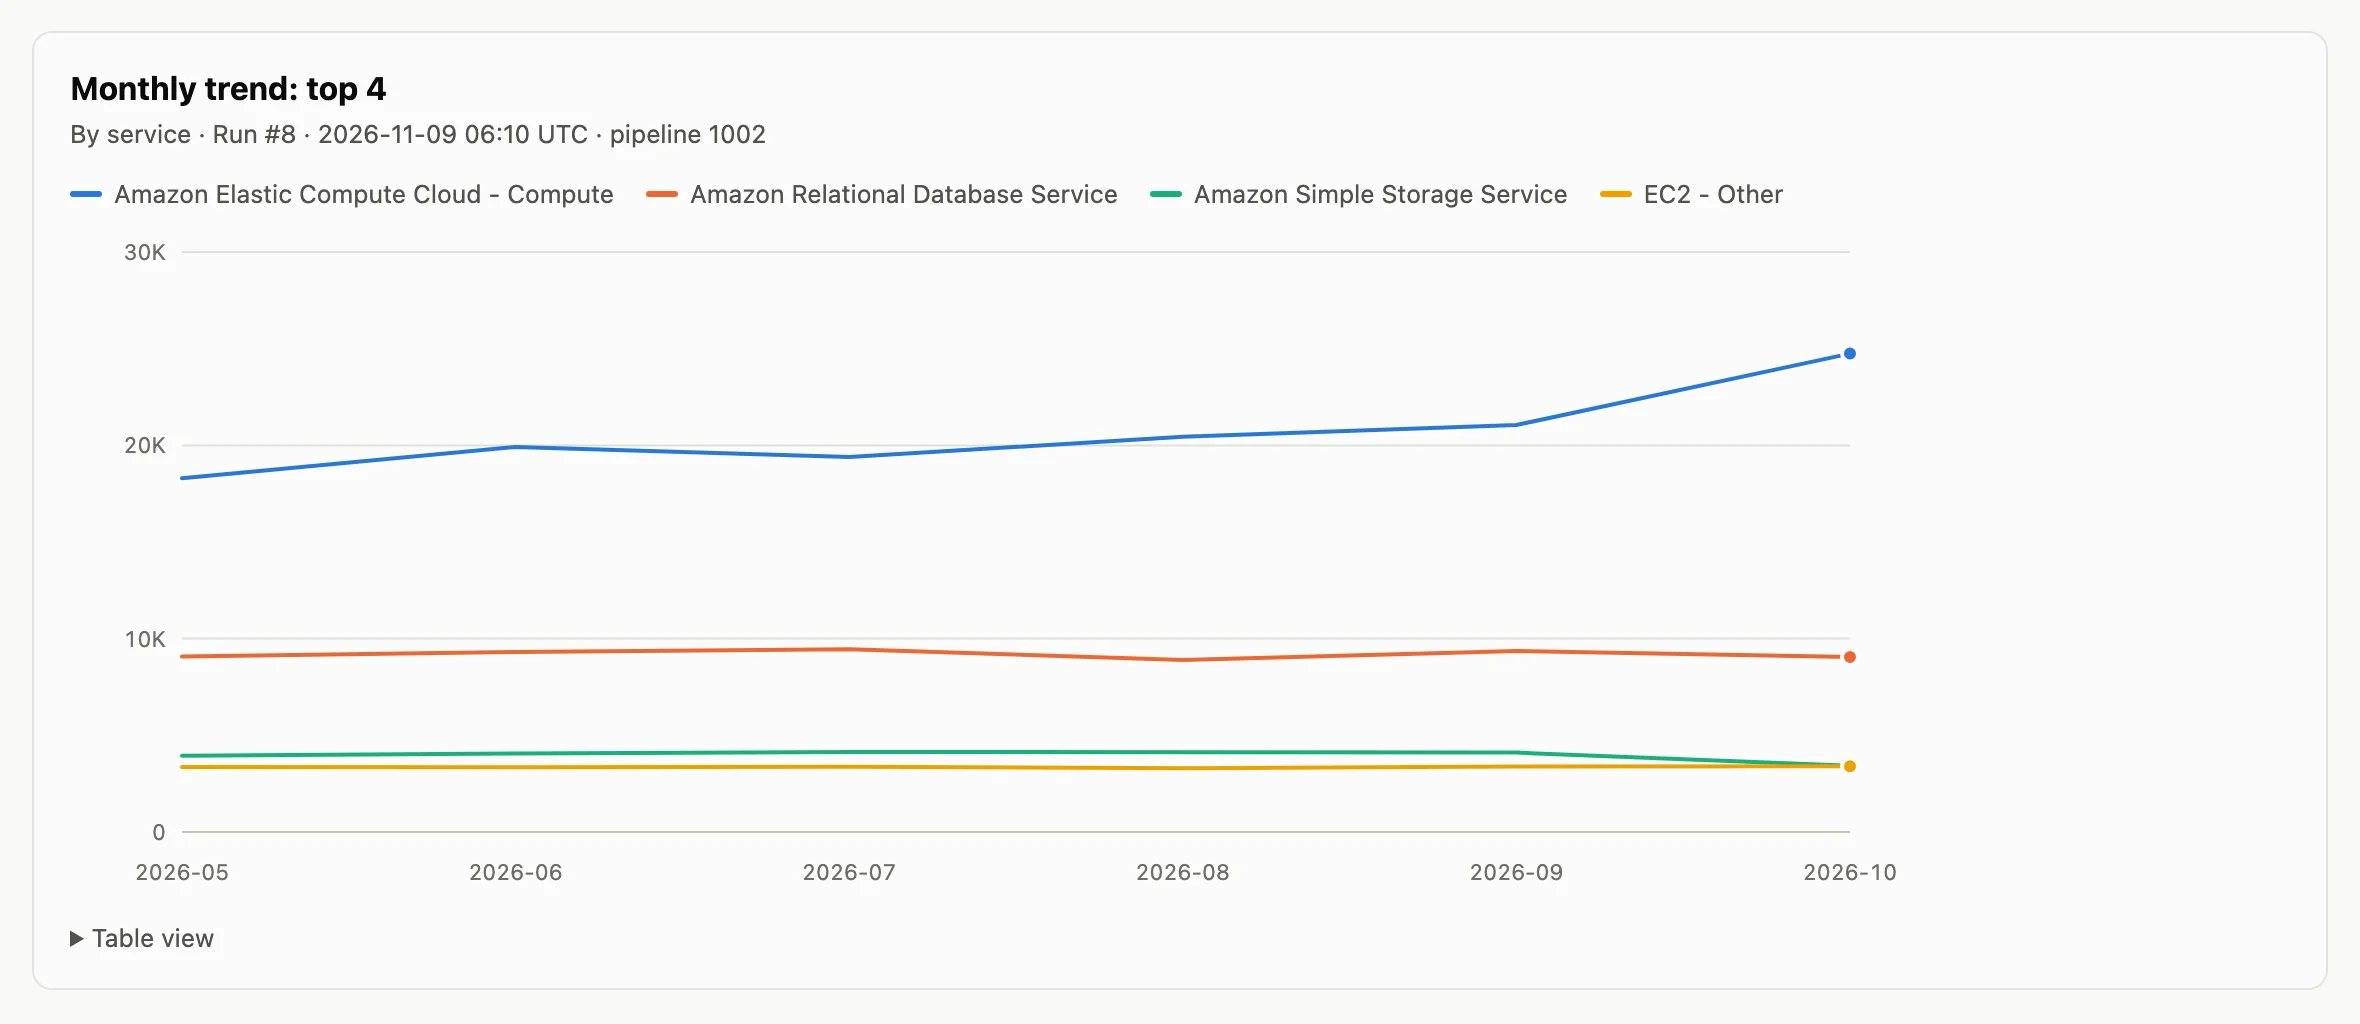 Monthly trend: top 4
By service · Run #8 · 2026-11-09 06:10 UTC · pipeline 1002
Amazon Elastic Compute Cloud - Compute Amazon Relational Database Service Amazon Simple Storage Service EC2 - Other
30K
20K
10K
0
2026-05 2026-06 2026-07 2026-08 2026-09 2026-10
Table view